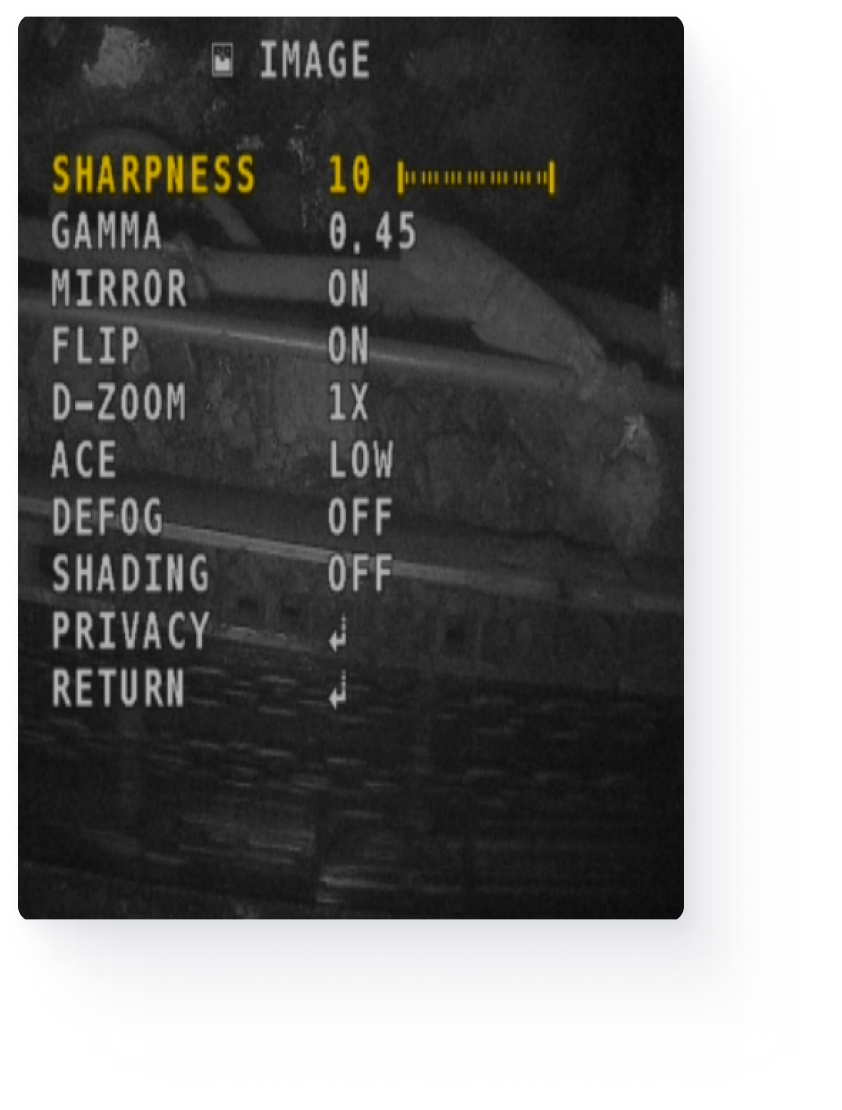 IMAGE
SHARPNESS 10
GAMMA 0.45
MIRROR ON
FLIP ON
D-ZOOM 1X
ACE LOW
DEFOG OFF
SHADING OFF
PRIVACY ↲
RETURN ↲